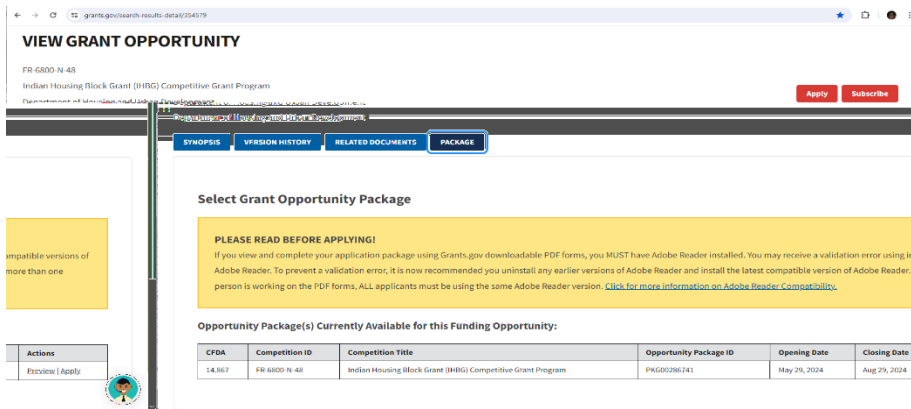 grants.gov/search-results-detail/354579
VIEW GRANT OPPORTUNITY
FR-6800-N-48
Indian Housing Block Grant (IHBG) Competitive Grant Program
Department of Housing and Urban Development
Apply
Subscribe
SYNOPSIS
VERSION HISTORY
RELATED DOCUMENTS
PACKAGE
Select Grant Opportunity Package
PLEASE READ BEFORE APPLYING!
If you view and complete your application package using Grants.gov downloadable PDF forms, you MUST have Adobe Reader installed. You may receive a validation error using
Adobe Reader. To prevent a validation error, it is now recommended you uninstall any earlier versions of Adobe Reader and install the latest compatible version of Adobe Reader.
person is working on the PDF forms, ALL applicants must be using the same Adobe Reader version. Click for more information on Adobe Reader Compatibility.
ompatible versions of
more than one
Opportunity Package(s) Currently Available for this Funding Opportunity:
CFDA Competition ID Competition Title Opportunity Package ID Opening Date Closing Date
14.867 FR-6800-N-48 Indian Housing Block Grant (IHBG) Competitive Grant Program PKG00286741 May 29, 2024 Aug 29, 2024
Actions
Preview | Apply